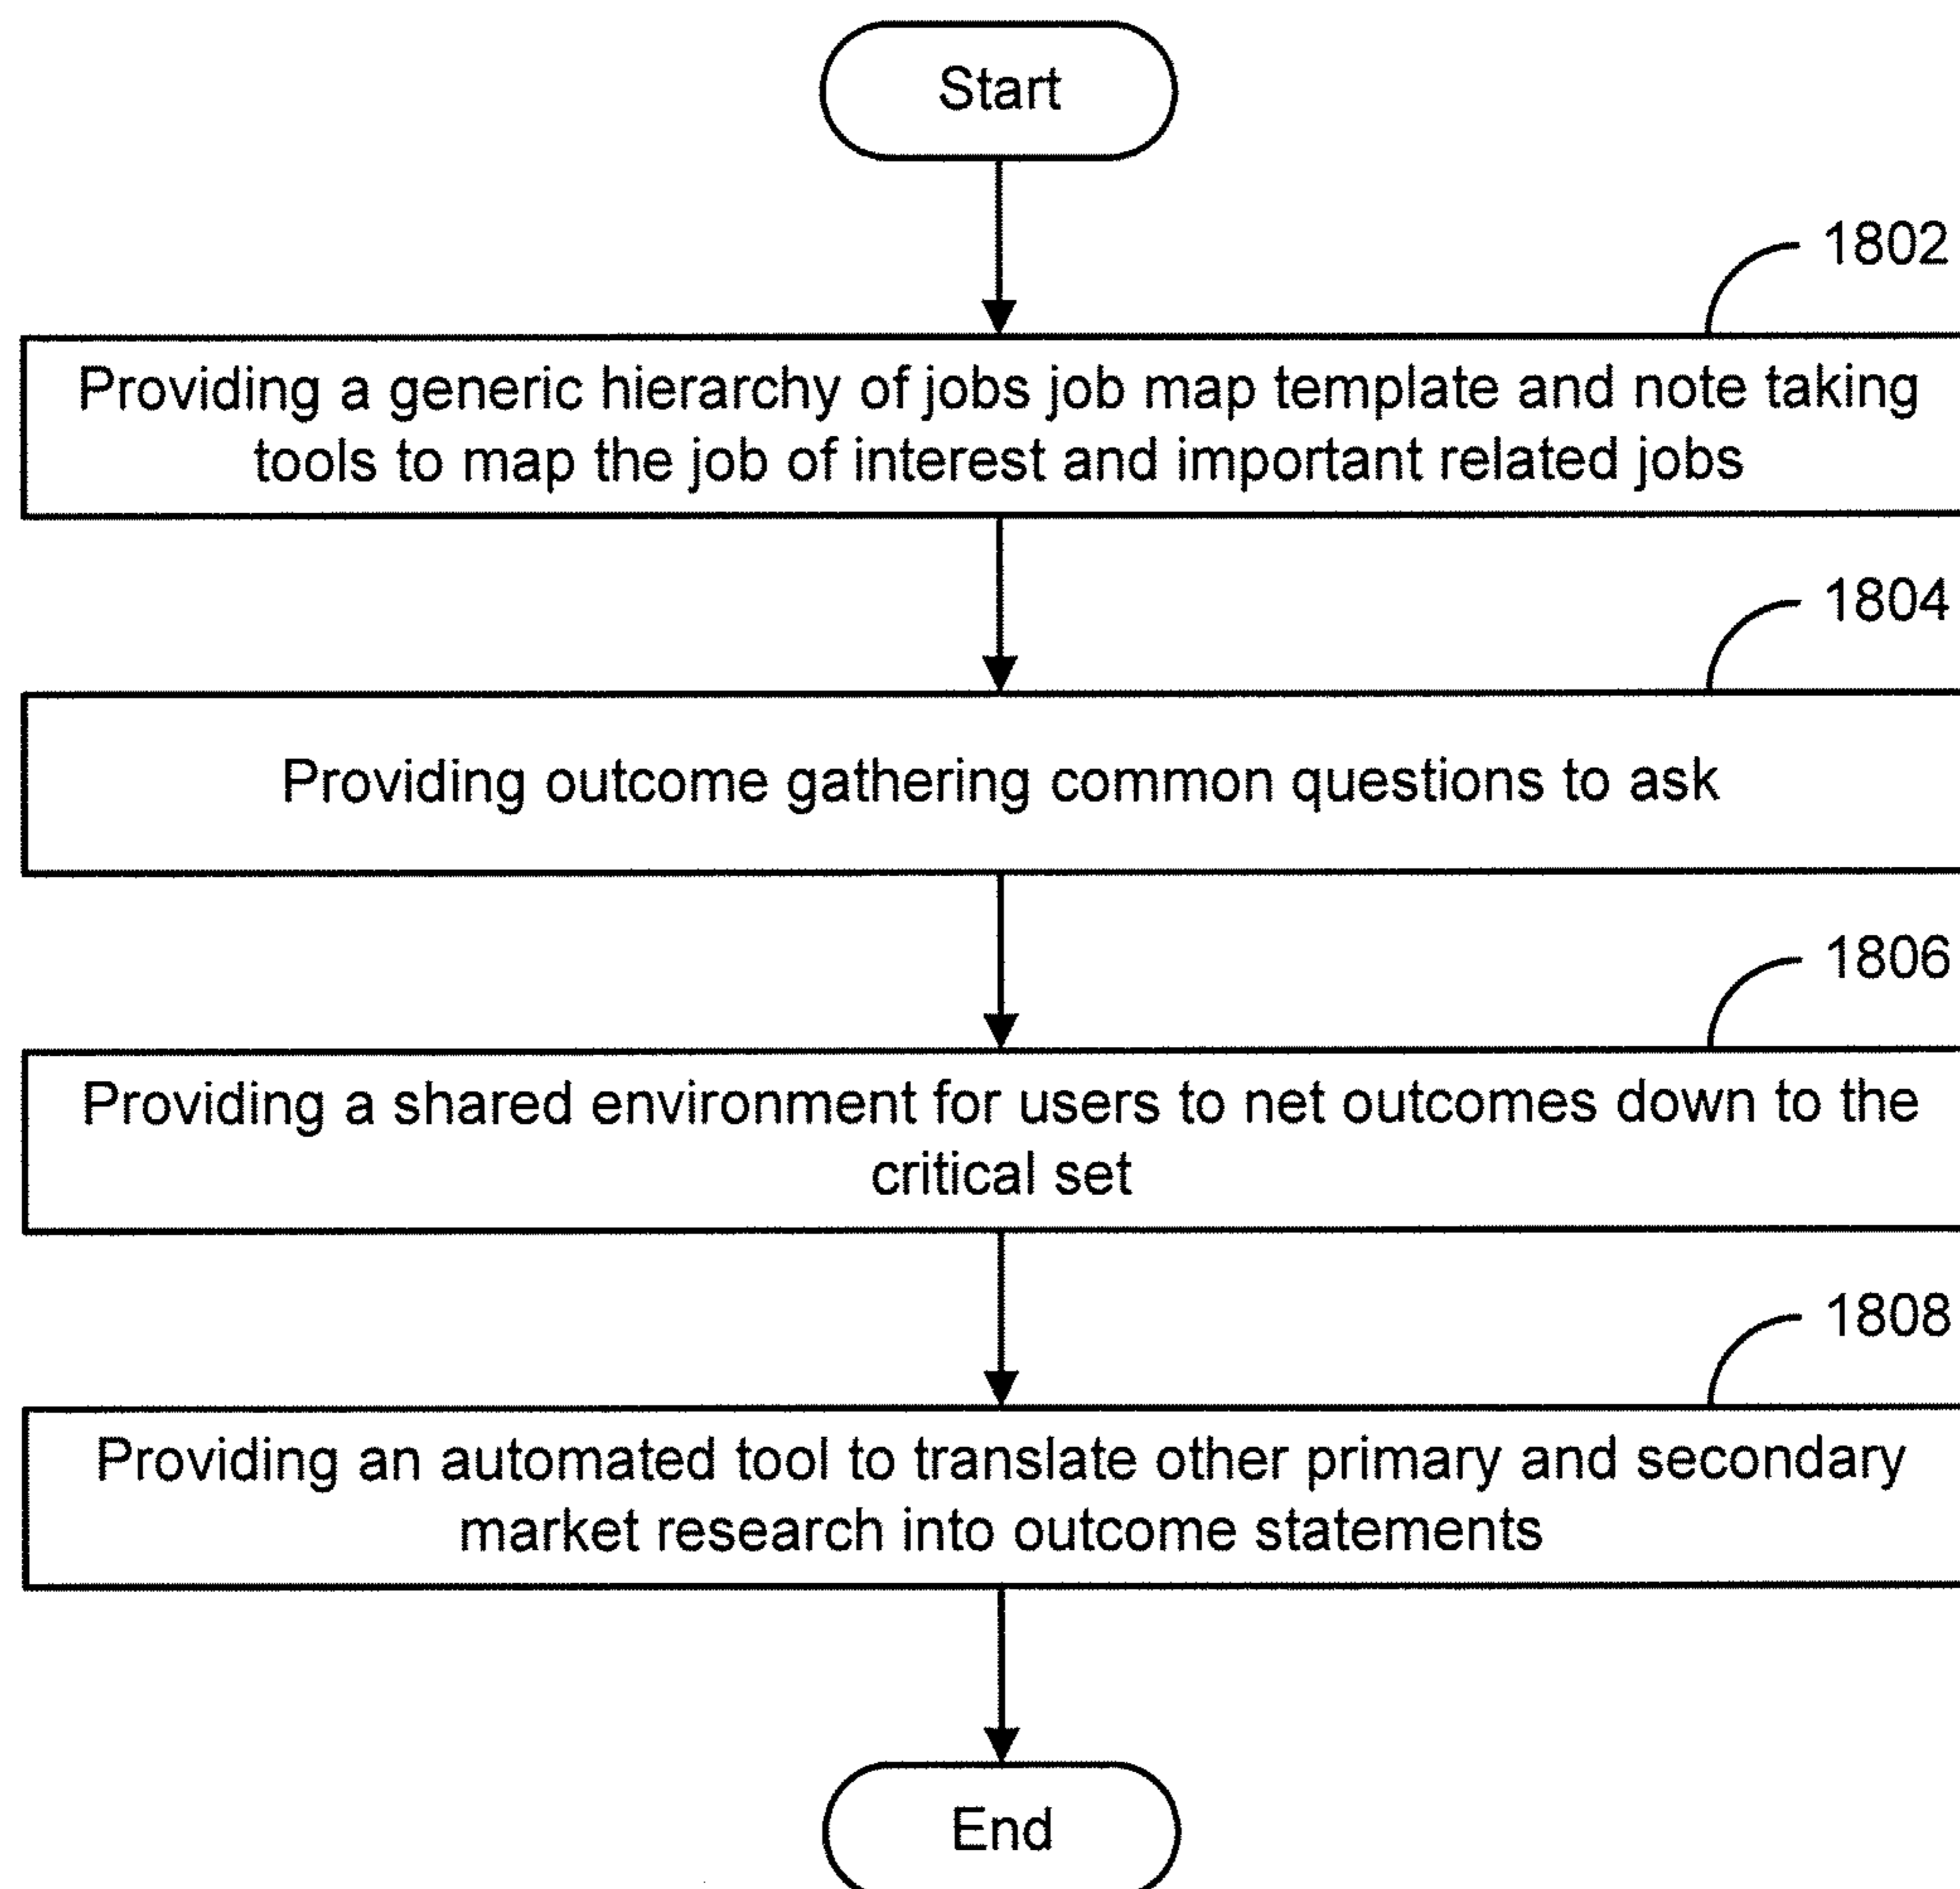 Start
1802
Providing a generic hierarchy of jobs job map template and note taking
tools to map the job of interest and important related jobs
1804
Providing outcome gathering common questions to ask
1806
Providing a shared environment for users to net outcomes down to the
critical set
1808
Providing an automated tool to translate other primary and secondary
market research into outcome statements
End